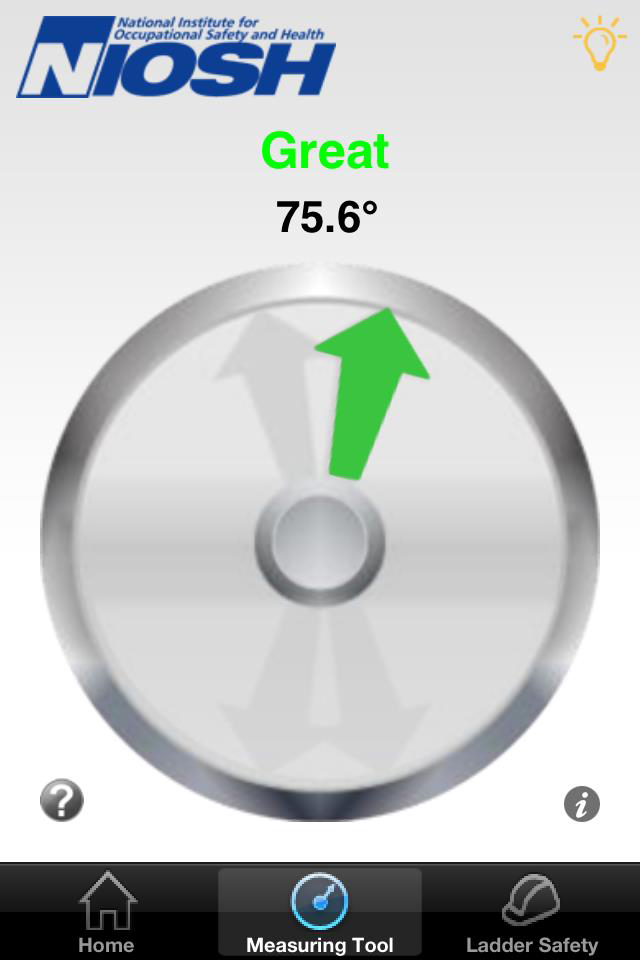 National Institute for
Occupational Safety and Health
NIOSH
Great
75.6°
?
i
Home
Measuring Tool
Ladder Safety